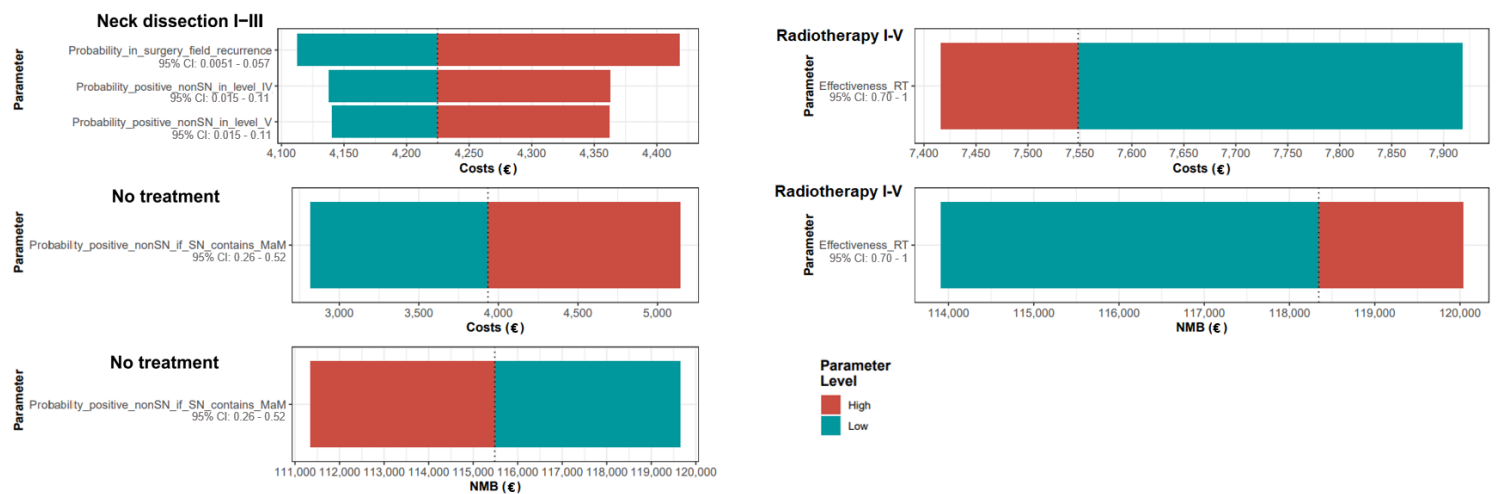 Neck dissection I−III
Parameter
Probability_in_surgery_field_recurrence
95% CI: 0.0051 - 0.057
Probability_positive_nonSN_in_level_IV
95% CI: 0.015 - 0.11
Probability_positive_nonSN_in_level_V
95% CI: 0.015 - 0.11
4,100 4,150 4,200 4,250 4,300 4,350 4,400
Costs (€)
No treatment
Parameter
Probability_positive_nonSN_if_SN_contains_MaM
95% CI: 0.26 - 0.52
3,000 3,500 4,000 4,500 5,000
Costs (€)
No treatment
Parameter
Probability_positive_nonSN_if_SN_contains_MaM
95% CI: 0.26 - 0.52
111,000 112,000 113,000 114,000 115,000 116,000 117,000 118,000 119,000 120,000
NMB (€)
Radiotherapy I-V
Parameter
Effectiveness_RT
95% CI: 0.70 - 1
7,400 7,450 7,500 7,550 7,600 7,650 7,700 7,750 7,800 7,850 7,900
Costs (€)
Radiotherapy I-V
Parameter
Effectiveness_RT
95% CI: 0.70 - 1
114,000 115,000 116,000 117,000 118,000 119,000 120,000
NMB (€)
Parameter
Level
High
Low